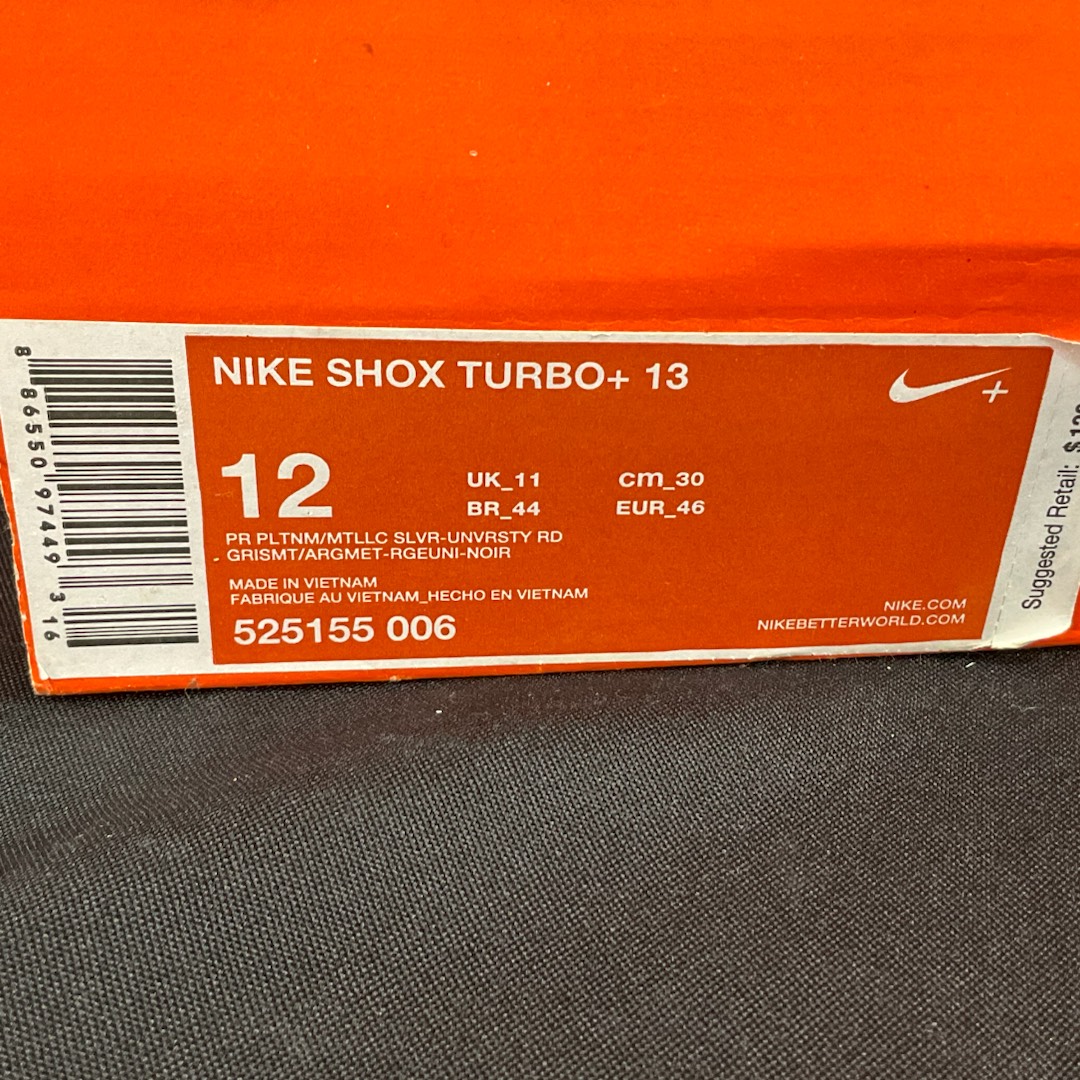 NIKE SHOX TURBO+ 13
12
UK_11 cm_30
BR_44 EUR_46
PR PLTNM/MTLLC SLVR-UNVRSTY RD
GRISMT/ARGMET-RGEUNI-NOIR
MADE IN VIETNAM
FABRIQUE AU VIETNAM_HECHO EN VIETNAM
525155 006
NIKE.COM
NIKEBETTERWORLD.COM
8 86550 97449 3 16
Suggested Retail: